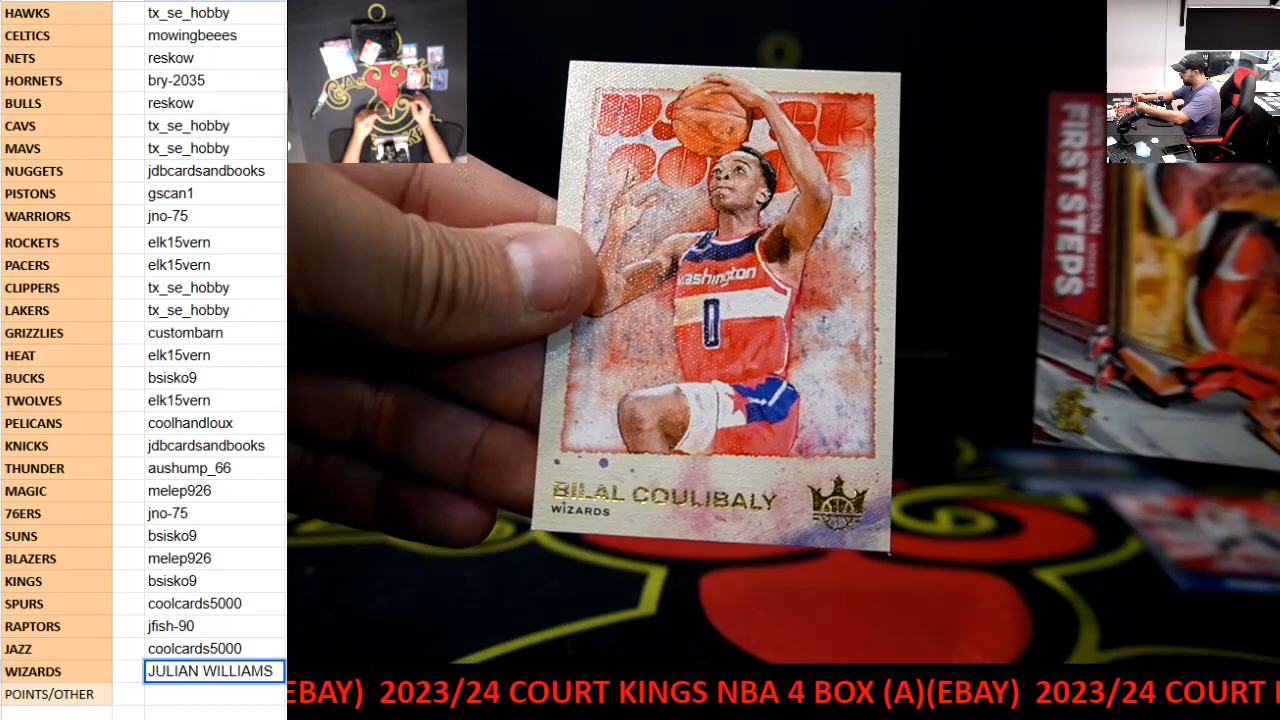 HAWKS tx_se_hobby
CELTICS mowingbeees
NETS reskow
HORNETS bry-2035
BULLS reskow
CAVS tx_se_hobby
MAVS tx_se_hobby
NUGGETS jdbcardsandbooks
PISTONS gscan1
WARRIORS jno-75
ROCKETS elk15vern
PACERS elk15vern
CLIPPERS tx_se_hobby
LAKERS tx_se_hobby
GRIZZLIES custombarn
HEAT elk15vern
BUCKS bsisko9
TWOLVES elk15vern
PELICANS coolhandloux
KNICKS jdbcardsandbooks
THUNDER aushump_66
MAGIC melep926
76ERS jno-75
SUNS bsisko9
BLAZERS melep926
KINGS bsisko9
SPURS coolcards5000
RAPTORS jfish-90
JAZZ coolcards5000
WIZARDS JULIAN WILLIAMS
POINTS/OTHER
Washington
0
BILAL COULIBALY
WIZARDS
FIRST STEPS
THOMPSON
EBAY) 2023/24 COURT KINGS NBA 4 BOX (A)(EBAY) 2023/24 COURT